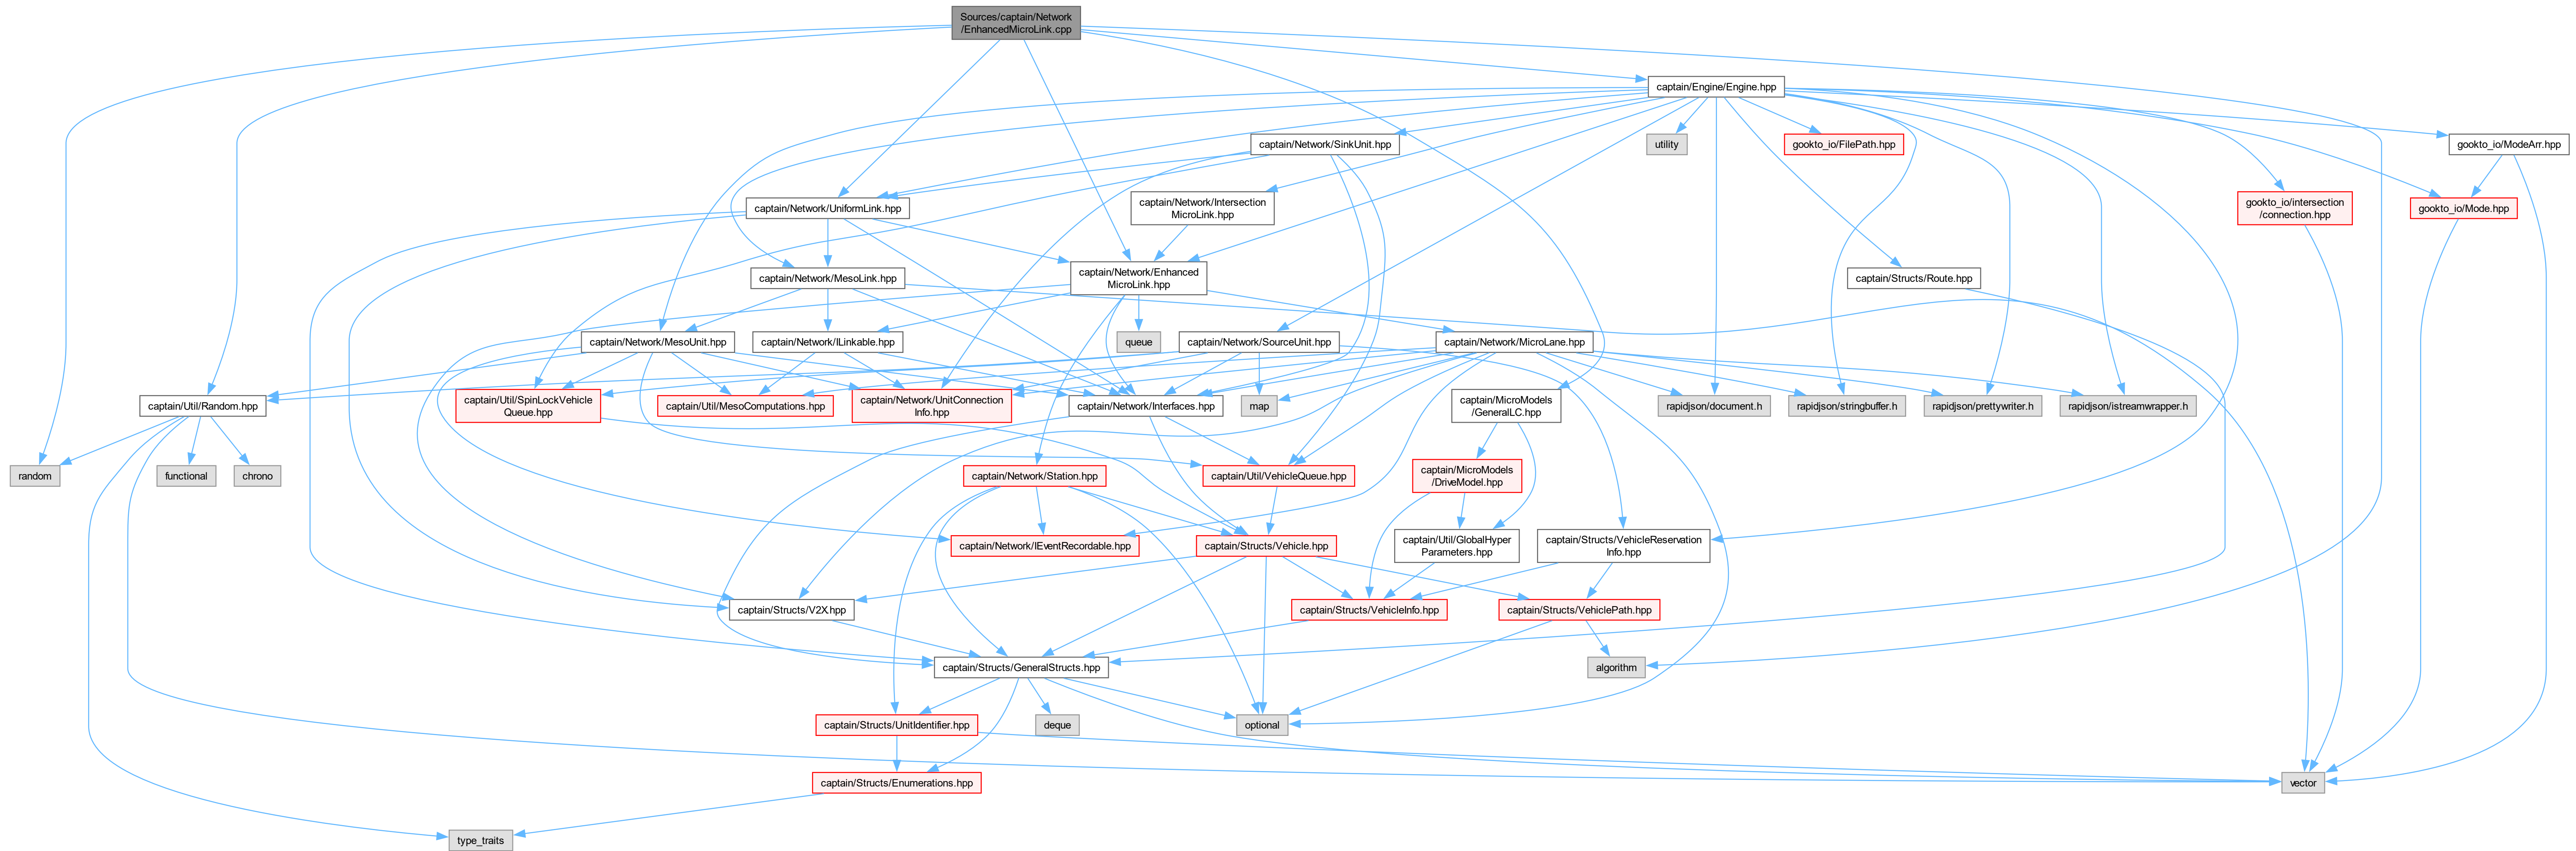 Sources/captain/Network
/EnhancedMicroLink.cpp
captain/Engine/Engine.hpp
captain/Network/SinkUnit.hpp
utility
gookto_io/FilePath.hpp
gookto_io/ModeArr.hpp
captain/Network/UniformLink.hpp
captain/Network/Intersection
MicroLink.hpp
gookto_io/intersection
/connection.hpp
gookto_io/Mode.hpp
captain/Network/MesoLink.hpp
captain/Network/Enhanced
MicroLink.hpp
captain/Structs/Route.hpp
captain/Network/MesoUnit.hpp
captain/Network/ILinkable.hpp
queue
captain/Network/SourceUnit.hpp
captain/Network/MicroLane.hpp
captain/Util/Random.hpp
captain/Util/SpinLockVehicle
Queue.hpp
captain/Util/MesoComputations.hpp
captain/Network/UnitConnection
Info.hpp
captain/Network/Interfaces.hpp
map
captain/MicroModels
/GeneralLC.hpp
rapidjson/document.h
rapidjson/stringbuffer.h
rapidjson/prettywriter.h
rapidjson/istreamwrapper.h
random
functional
chrono
captain/Network/Station.hpp
captain/Util/VehicleQueue.hpp
captain/MicroModels
/DriveModel.hpp
captain/Network/IEventRecordable.hpp
captain/Structs/Vehicle.hpp
captain/Util/GlobalHyper
Parameters.hpp
captain/Structs/VehicleReservation
Info.hpp
captain/Structs/V2X.hpp
captain/Structs/VehicleInfo.hpp
captain/Structs/VehiclePath.hpp
captain/Structs/GeneralStructs.hpp
algorithm
captain/Structs/UnitIdentifier.hpp
deque
optional
captain/Structs/Enumerations.hpp
vector
type_traits